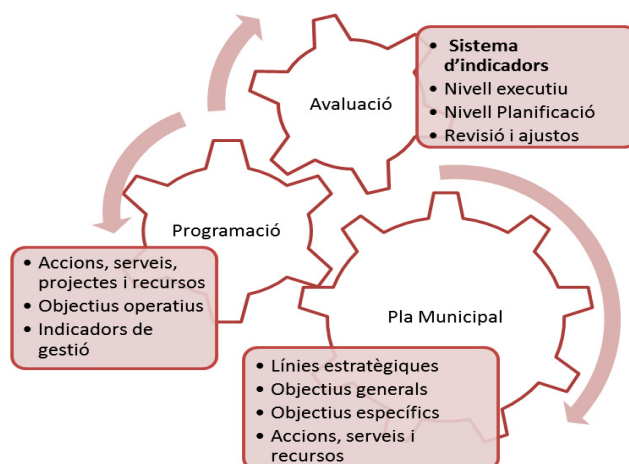 Avaluació
• Sistema
d'indicadors
• Nivell executiu
• Nivell Planificació
• Revisió i ajustos
Programació
• Accions, serveis,
projectes i recursos
• Objectius operatius
• Indicadors de
gestió
Pla Municipal
• Línies estratègiques
• Objectius generals
• Objectius específics
• Accions, serveis i
recursos